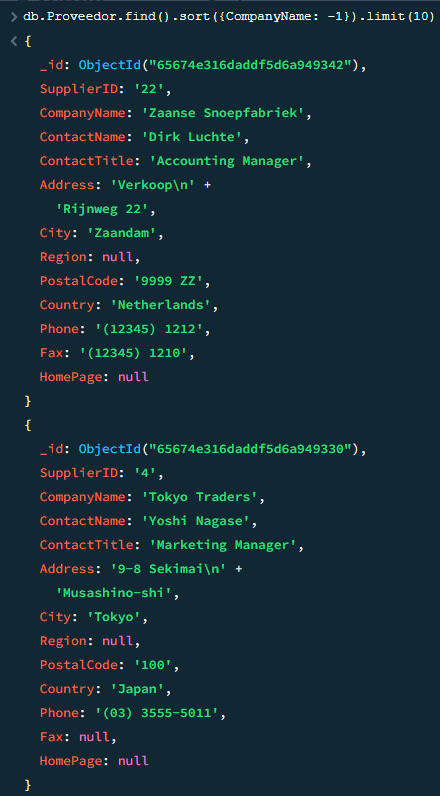 > db.Proveedor.find().sort({CompanyName: -1}).limit(10)
< {
_id: ObjectId("65674e316daddf5d6a949342"),
SupplierID: '22',
CompanyName: 'Zaanse Snoepfabriek',
ContactName: 'Dirk Luchte',
ContactTitle: 'Accounting Manager',
Address: 'Verkoop\n' +
'Rijnweg 22',
City: 'Zaandam',
Region: null,
PostalCode: '9999 ZZ',
Country: 'Netherlands',
Phone: '(12345) 1212',
Fax: '(12345) 1210',
HomePage: null
}
{
_id: ObjectId("65674e316daddf5d6a949330"),
SupplierID: '4',
CompanyName: 'Tokyo Traders',
ContactName: 'Yoshi Nagase',
ContactTitle: 'Marketing Manager',
Address: '9-8 Sekimai\n' +
'Musashino-shi',
City: 'Tokyo',
Region: null,
PostalCode: '100',
Country: 'Japan',
Phone: '(03) 3555-5011',
Fax: null,
HomePage: null
}